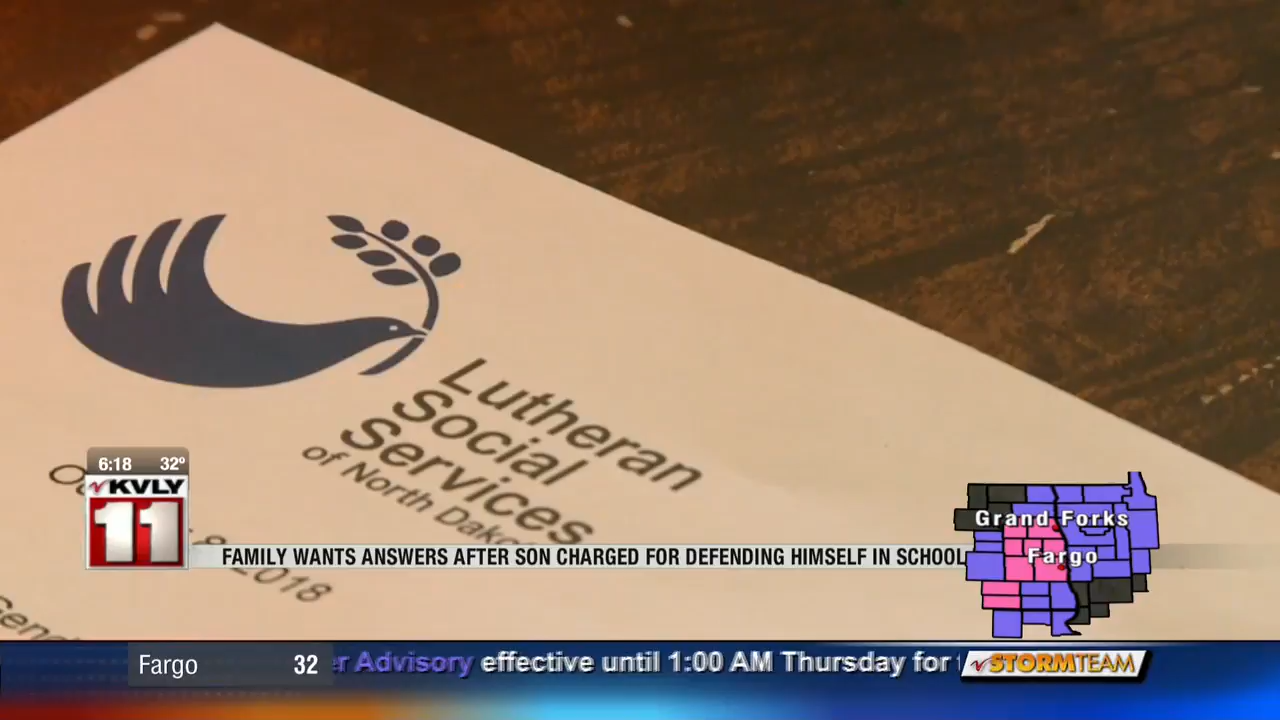 Lutheran
Social
Services
of North
2018
6:18 32°
KVLY
11
FAMILY WANTS ANSWERS AFTER SON CHARGED FOR DEFENDING HIMSELF IN SCHOOL
Grand Forks
Fargo
Fargo 32
Advisory effective until 1:00 AM Thursday for
STORMTEAM